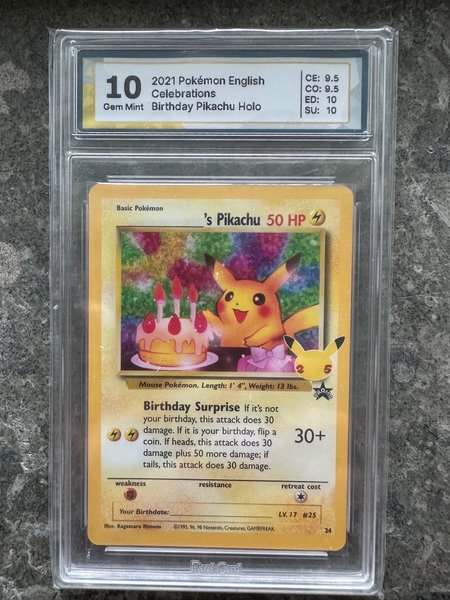 10
Gem Mint
2021 Pokémon English
Celebrations
Birthday Pikachu Holo
CE: 9.5
CO: 9.5
ED: 10
SU: 10
Basic Pokémon
's Pikachu 50 HP
25
PROMO
Mouse Pokémon. Length: 1' 4", Weight: 13 lbs.
Birthday Surprise If it's not
your birthday, this attack does 30
damage. If it is your birthday, flip a
coin. If heads, this attack does 30
damage plus 50 more damage; if
tails, this attack does 30 damage.
30+
weakness resistance retreat cost
Your Birthdate:
LV. 17 #25
Illus. Kagemaru Himeno
©1995, 96, 98 Nintendo, Creatures, GAMEFREAK.
24